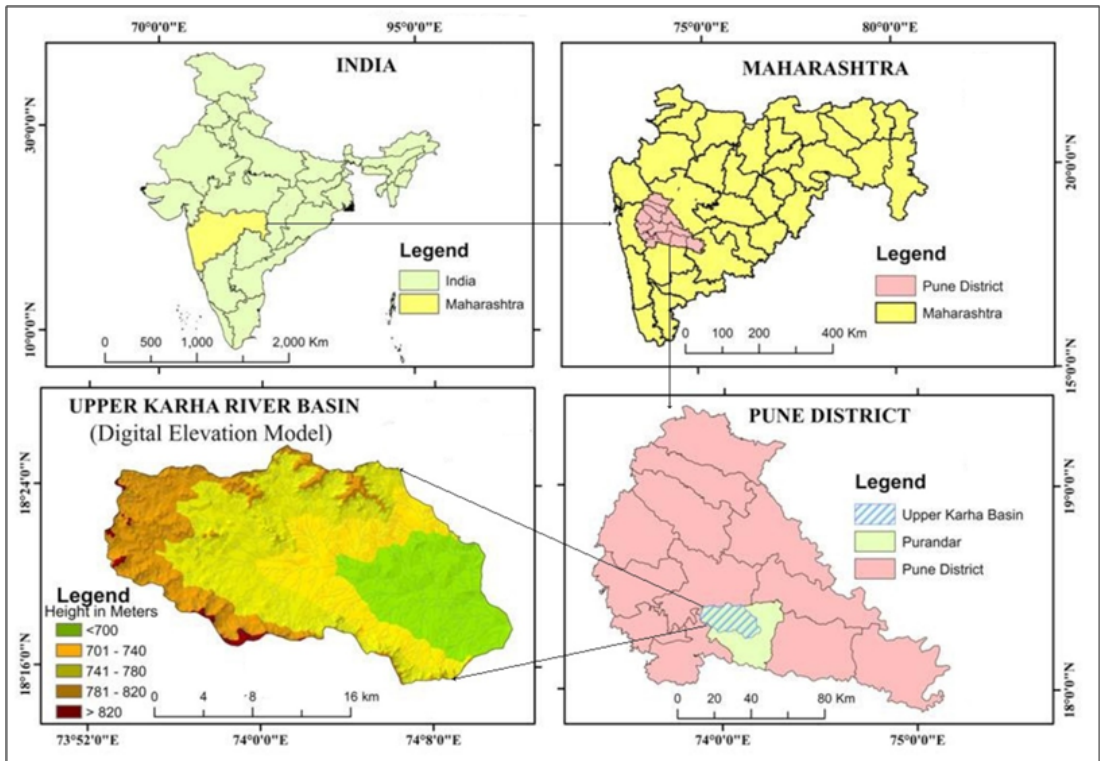 70°0'0"E
95°0'0"E
INDIA
30°0'0"N
10°0'0"N
Legend
India
Maharashtra
0 500 1,000 2,000 Km
75°0'0"E
80°0'0"E
MAHARASHTRA
20°0'0"N
15°0'0"N
Legend
Pune District
Maharashtra
0 100 200 400 Km
UPPER KARHA RIVER BASIN
(Digital Elevation Model)
18°24'0"N
18°16'0"N
Legend
Height in Meters
<700
701 - 740
741 - 780
781 - 820
> 820
0 4 8 16 km
73°52'0"E
74°0'0"E
74°8'0"E
PUNE DISTRICT
Legend
Upper Karha Basin
Purandar
Pune District
19°0'0"N
18°0'0"N
0 20 40 80 Km
74°0'0"E
75°0'0"E